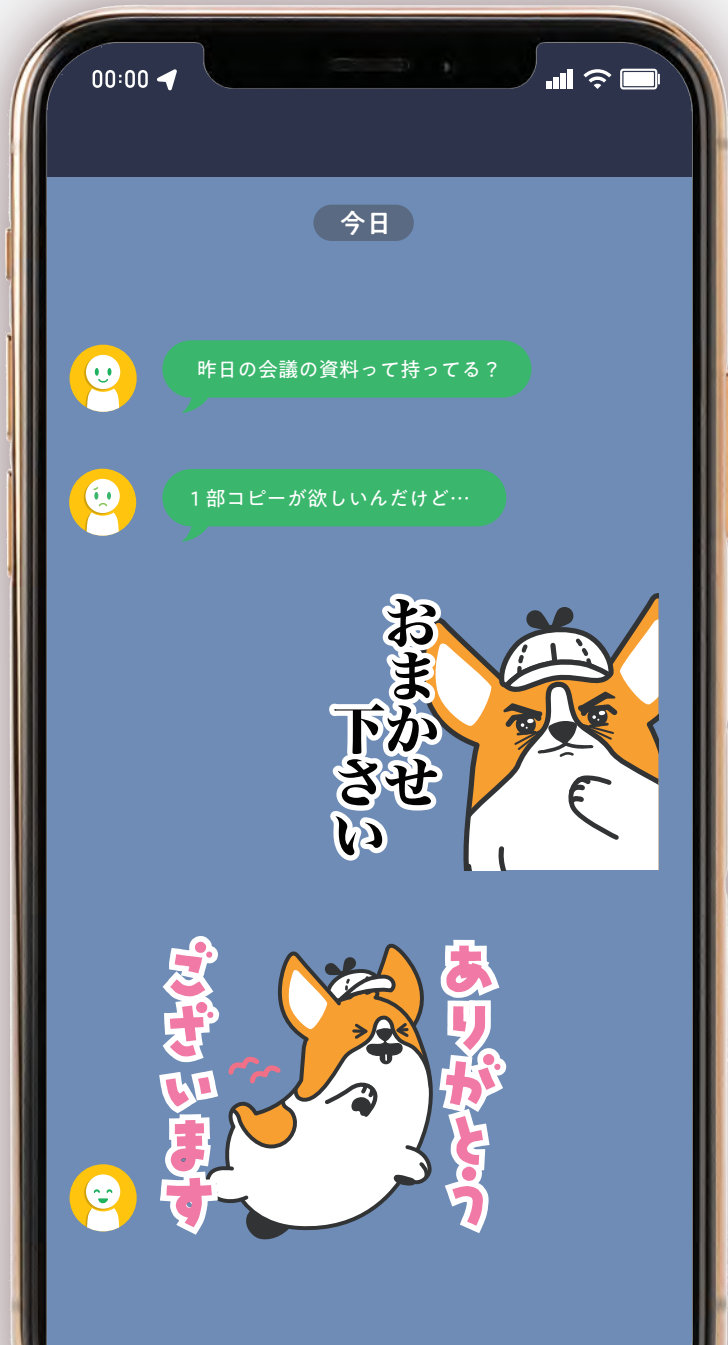 00:00
今日
昨日の会議の資料って持ってる？
１部コピーが欲しいんだけど…
おまかせ
下さい
ありがとう
ございます